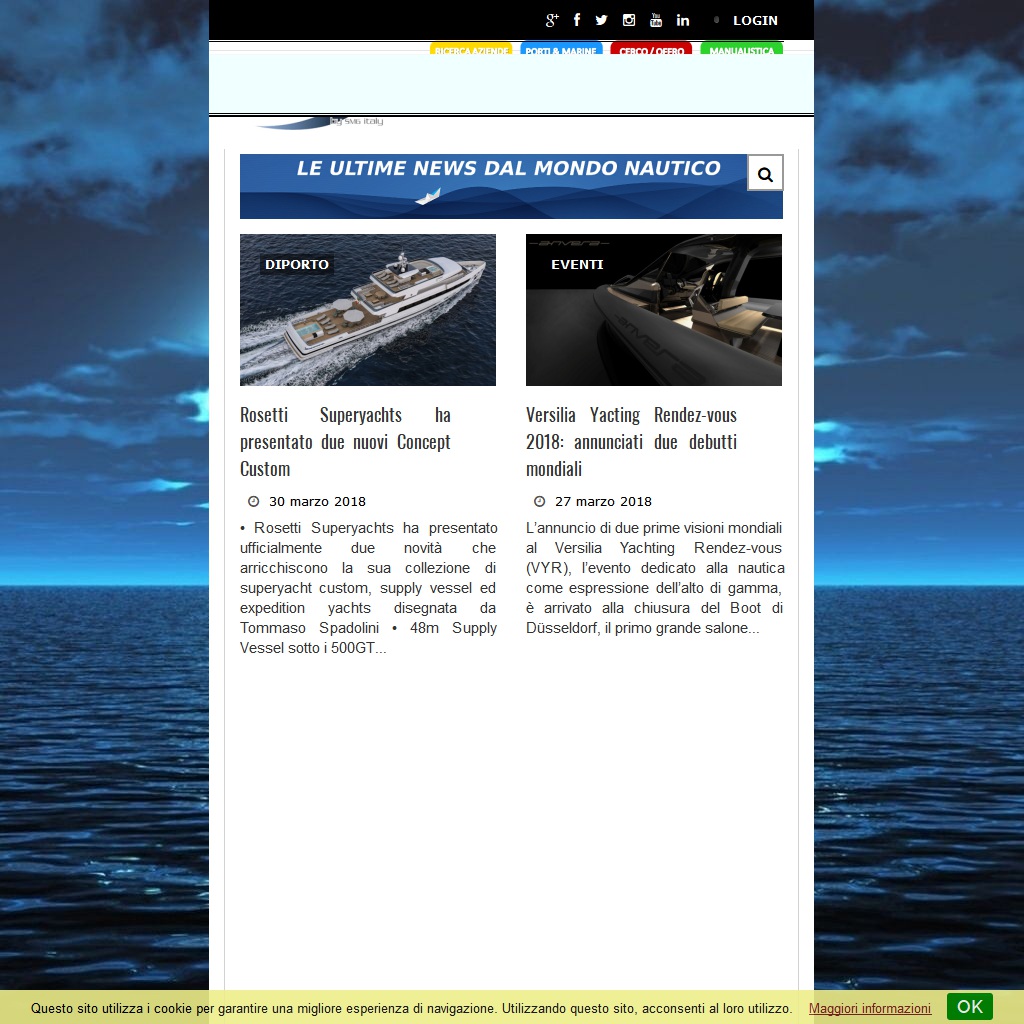 LOGIN
RICERCA AZIENDE PORTI & MARINE CERCO / OFFRO MANUALISTICA
by SMG italy
LE ULTIME NEWS DAL MONDO NAUTICO
DIPORTO
Rosetti Superyachts ha
presentato due nuovi Concept
Custom
30 marzo 2018
• Rosetti Superyachts ha presentato
ufficialmente due novità che
arricchiscono la sua collezione di
superyacht custom, supply vessel ed
expedition yachts disegnata da
Tommaso Spadolini • 48m Supply
Vessel sotto i 500GT...
anvera
EVENTI
anvera
Versilia Yacting Rendez-vous
2018: annunciati due debutti
mondiali
27 marzo 2018
L’annuncio di due prime visioni mondiali
al Versilia Yachting Rendez-vous
(VYR), l’evento dedicato alla nautica
come espressione dell’alto di gamma,
è arrivato alla chiusura del Boot di
Düsseldorf, il primo grande salone...
Questo sito utilizza i cookie per garantire una migliore esperienza di navigazione. Utilizzando questo sito, acconsenti al loro utilizzo. Maggiori informazioni OK